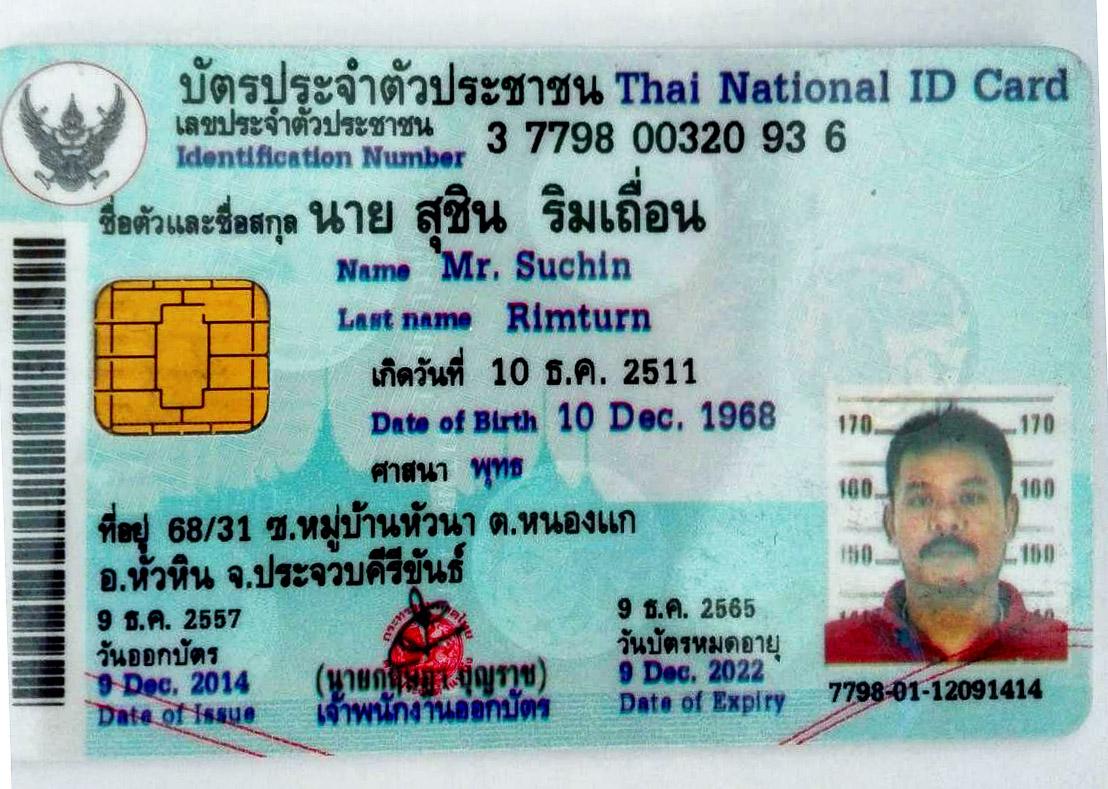 บัตรประจำตัวประชาชน Thai National ID Card
เลขประจำตัวประชาชน
Identification Number 3 7798 00320 93 6
ชื่อตัวและชื่อสกุล นาย สุชิน ริมเถื่อน
Name Mr. Suchin
Last name Rimturn
เกิดวันที่ 10 ธ.ค. 2511
Date of Birth 10 Dec. 1968
ศาสนา พุทธ
ที่อยู่ 68/31 ซ.หมู่บ้านหัวนา ต.หนองแก
อ.หัวหิน จ.ประจวบคีรีขันธ์
9 ธ.ค. 2557
วันออกบัตร
9 Dec. 2014
Date of Issue
เจ้าพนักงานออกบัตร
9 ธ.ค. 2565
วันบัตรหมดอายุ
9 Dec. 2022
Date of Expiry
170 170
160 160
150 150
7798-01-12091414